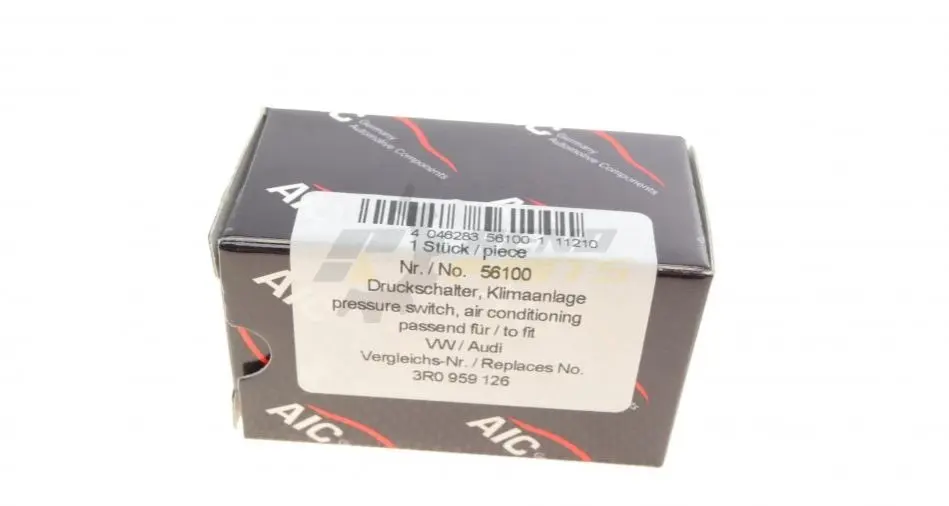 AIC
Germany
Automotive Components
C
Germany
Automotive Components
AIC
4 046283 56100 1 11210
1 Stück / piece
Nr. / No. 56100
Druckschalter, Klimaanlage
pressure switch, air conditioning
passend für / to fit
VW / Audi
Vergleichs-Nr. / Replaces No.
3R0 959 126
AIC
AIC